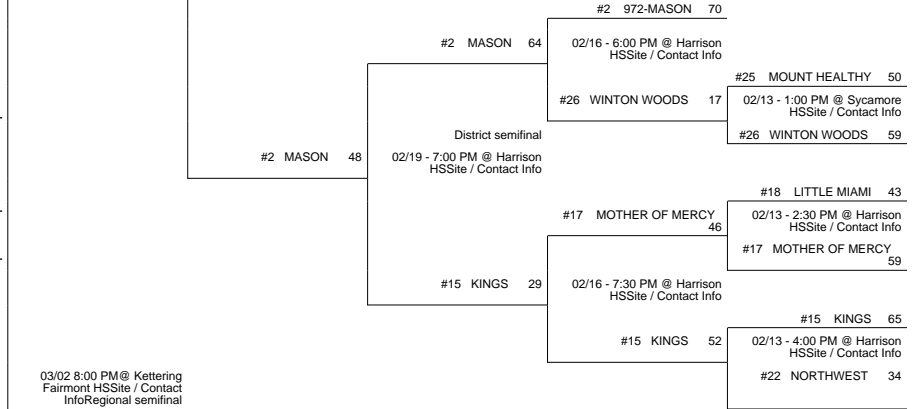 #2 972-MASON 70
#2 MASON 64
02/16 - 6:00 PM @ Harrison
HSSite / Contact Info
#25 MOUNT HEALTHY 50
#26 WINTON WOODS 17
02/13 - 1:00 PM @ Sycamore
HSSite / Contact Info
District semifinal
#26 WINTON WOODS 59
#2 MASON 48
02/19 - 7:00 PM @ Harrison
HSSite / Contact Info
#18 LITTLE MIAMI 43
#17 MOTHER OF MERCY
46
02/13 - 2:30 PM @ Harrison
HSSite / Contact Info
#17 MOTHER OF MERCY
59
#15 KINGS 29
02/16 - 7:30 PM @ Harrison
HSSite / Contact Info
#15 KINGS 65
#15 KINGS 52
02/13 - 4:00 PM @ Harrison
HSSite / Contact Info
#22 NORTHWEST 34
03/02 8:00 PM@ Kettering
Fairmont HSSite / Contact
InfoRegional semifinal